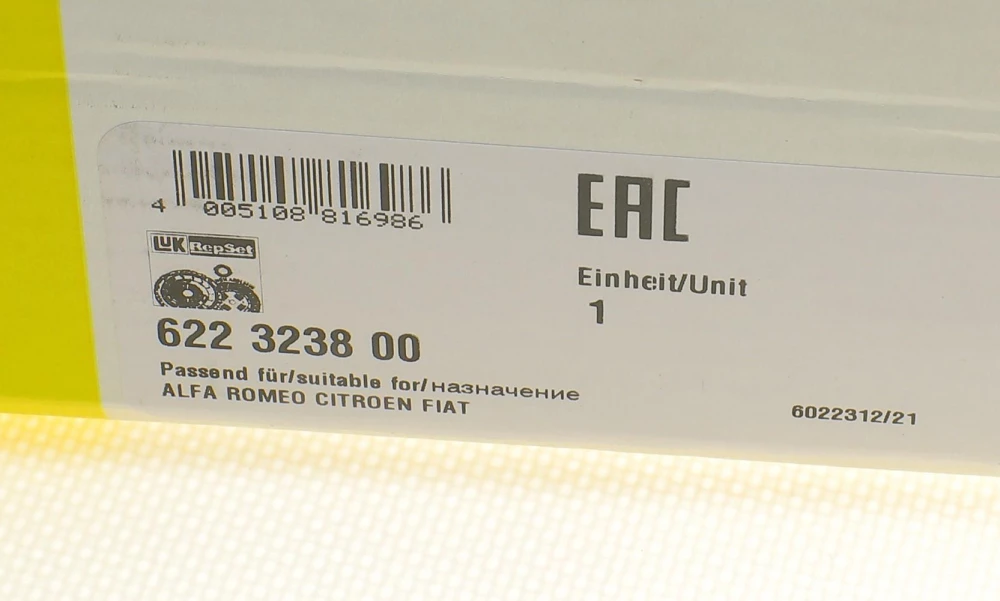 4 005108 816986
EAC
LUK RepSet
Einheit/Unit
1
622 3238 00
Passend für/suitable for/назначение
ALFA ROMEO CITROEN FIAT
6022312/21